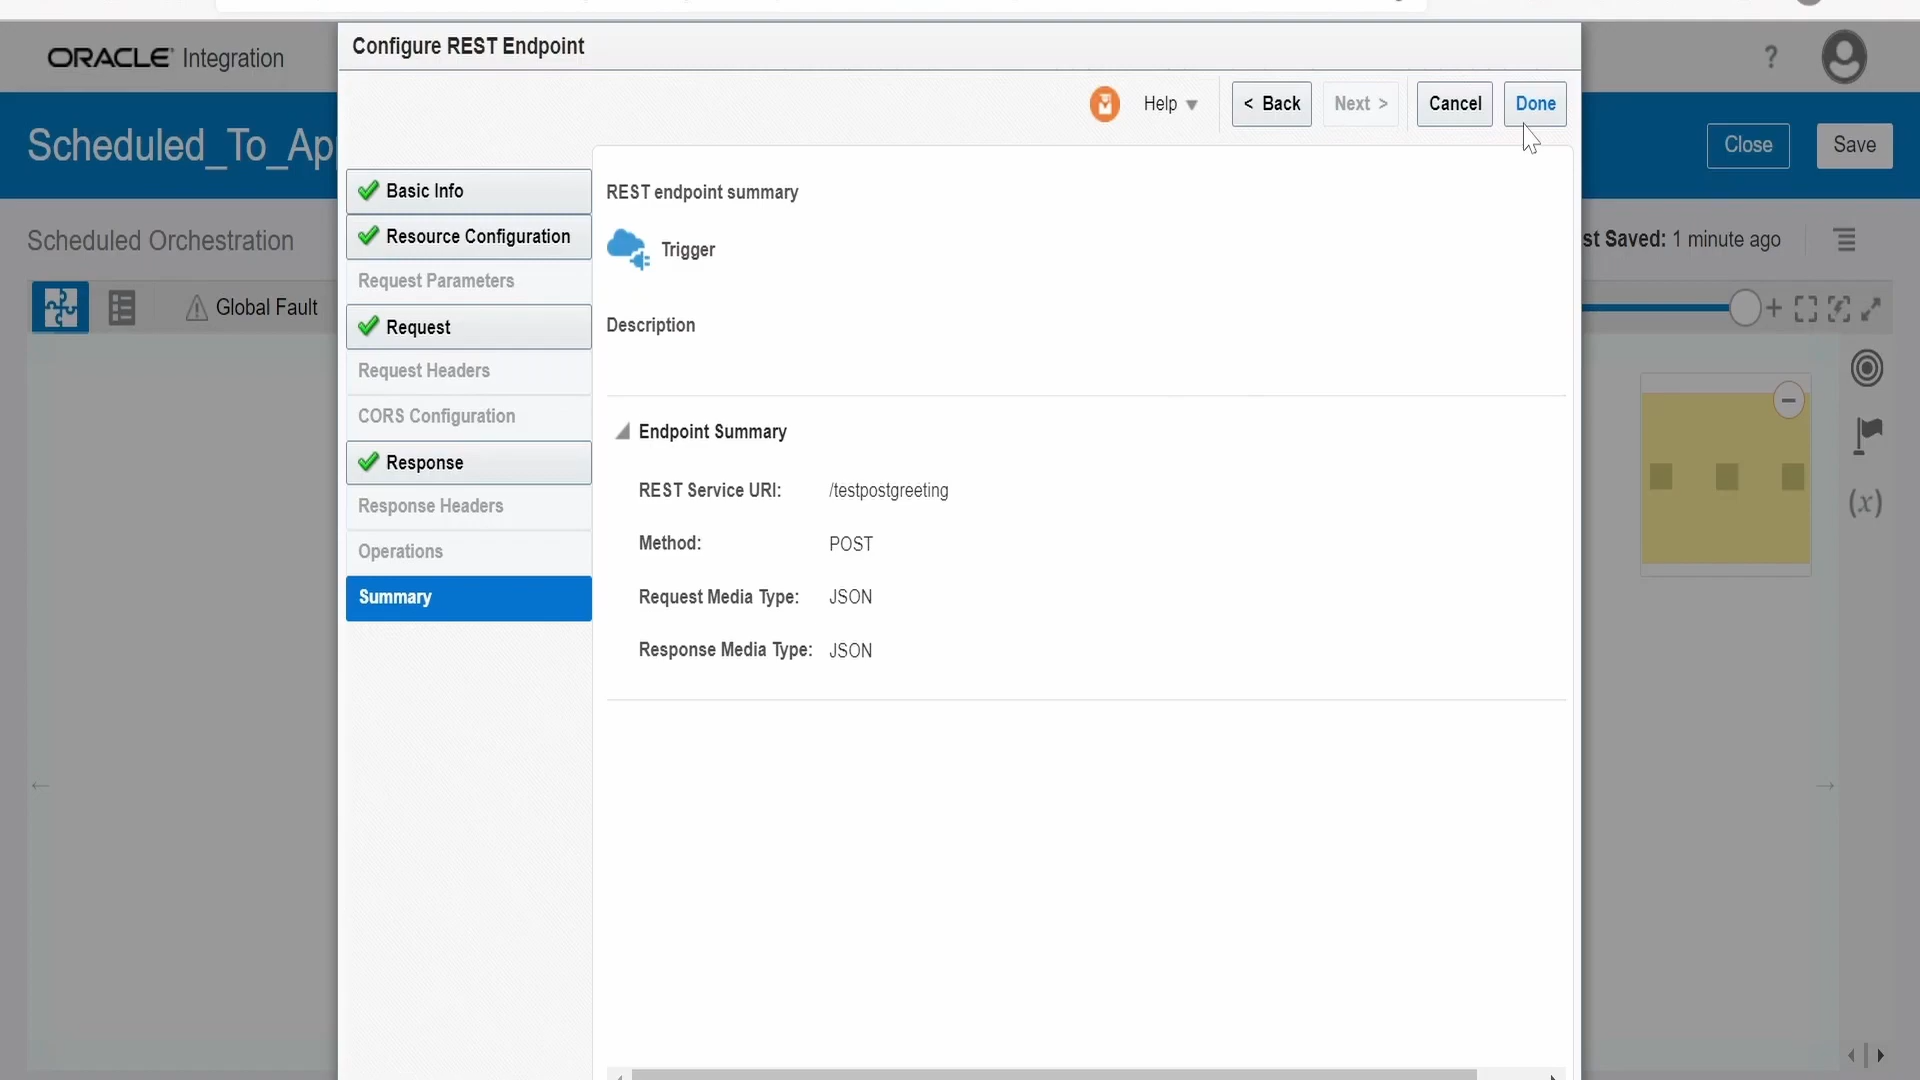 Configure REST Endpoint
ORACLE Integration
?
Help
< Back
Next >
Cancel
Done
Scheduled_To_Ap
Close
Save
Basic Info
Resource Configuration
Request Parameters
Request
Request Headers
CORS Configuration
Response
Response Headers
Operations
Summary
REST endpoint summary
Trigger
Description
Endpoint Summary
REST Service URI: /testpostgreeting
Method: POST
Request Media Type: JSON
Response Media Type: JSON
Scheduled Orchestration
st Saved: 1 minute ago
Global Fault
(x)